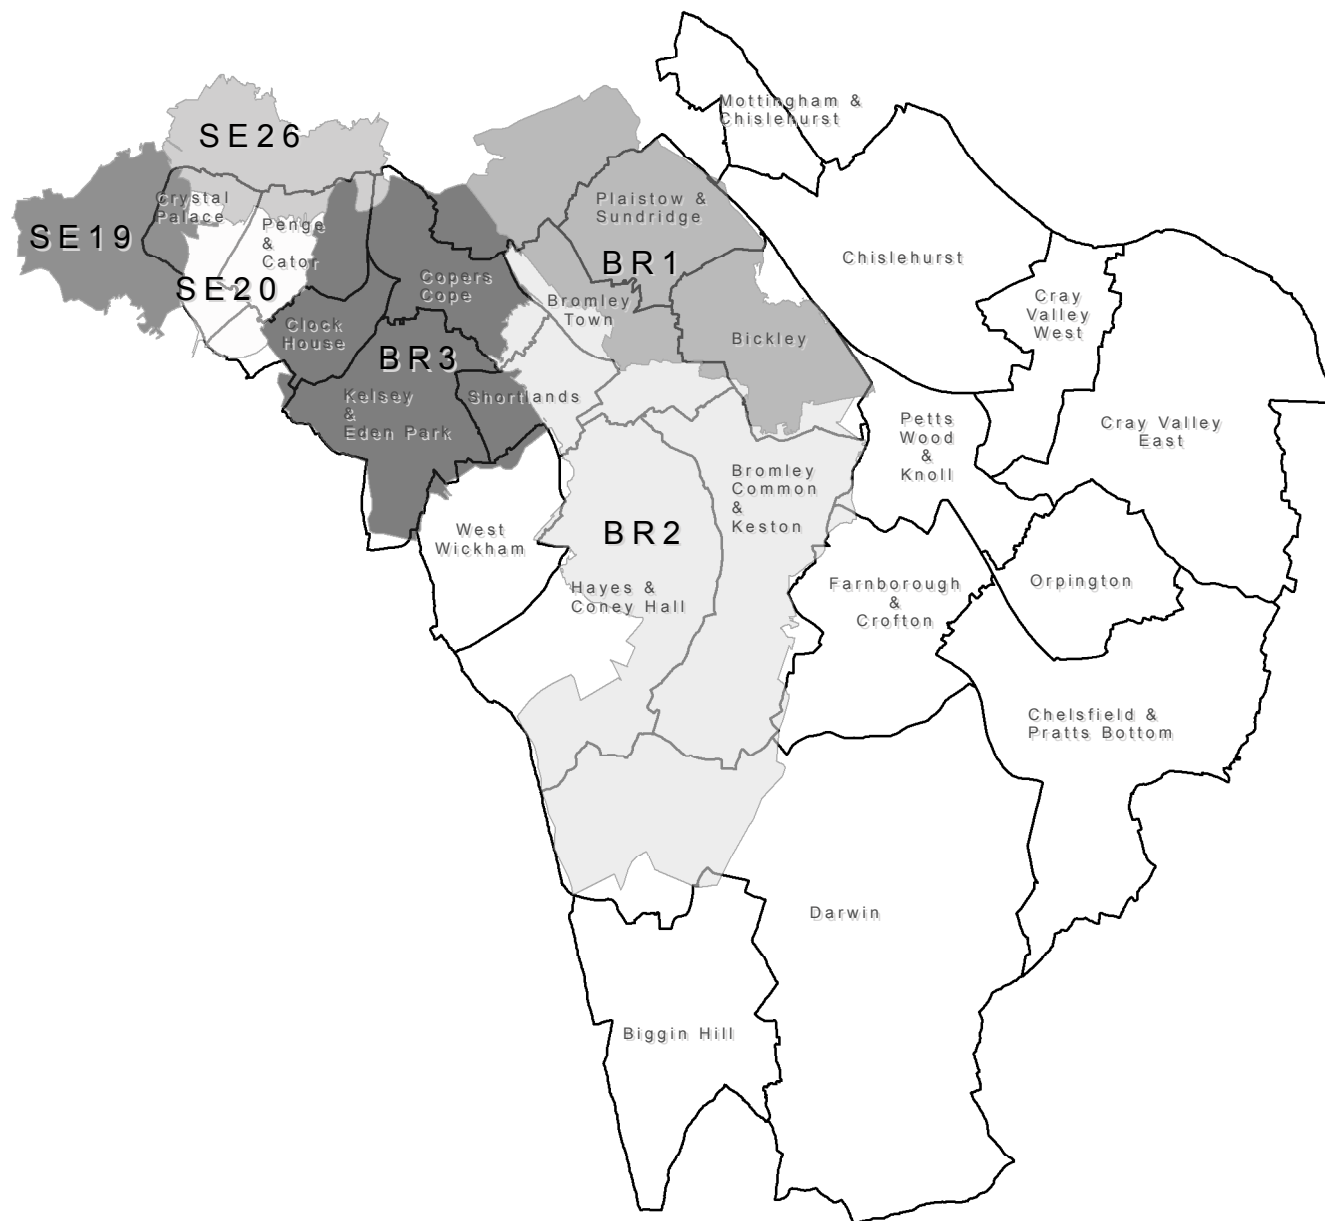 Mottingham &
Chislehurst
SE26
Crystal
Palace
Plaistow &
Sundridge
SE19
Penge
&
Cator
BR1
Chislehurst
SE20
Copers
Cope
Bromley
Town
Cray
Valley
West
Clock
House
BR3
Bickley
Kelsey
&
Eden Park
Shortlands
Petts
Wood
&
Knoll
Cray Valley
East
Bromley
Common
&
Keston
West
Wickham
BR2
Hayes &
Coney Hall
Farnborough
&
Crofton
Orpington
Chelsfield &
Pratts Bottom
Darwin
Biggin Hill